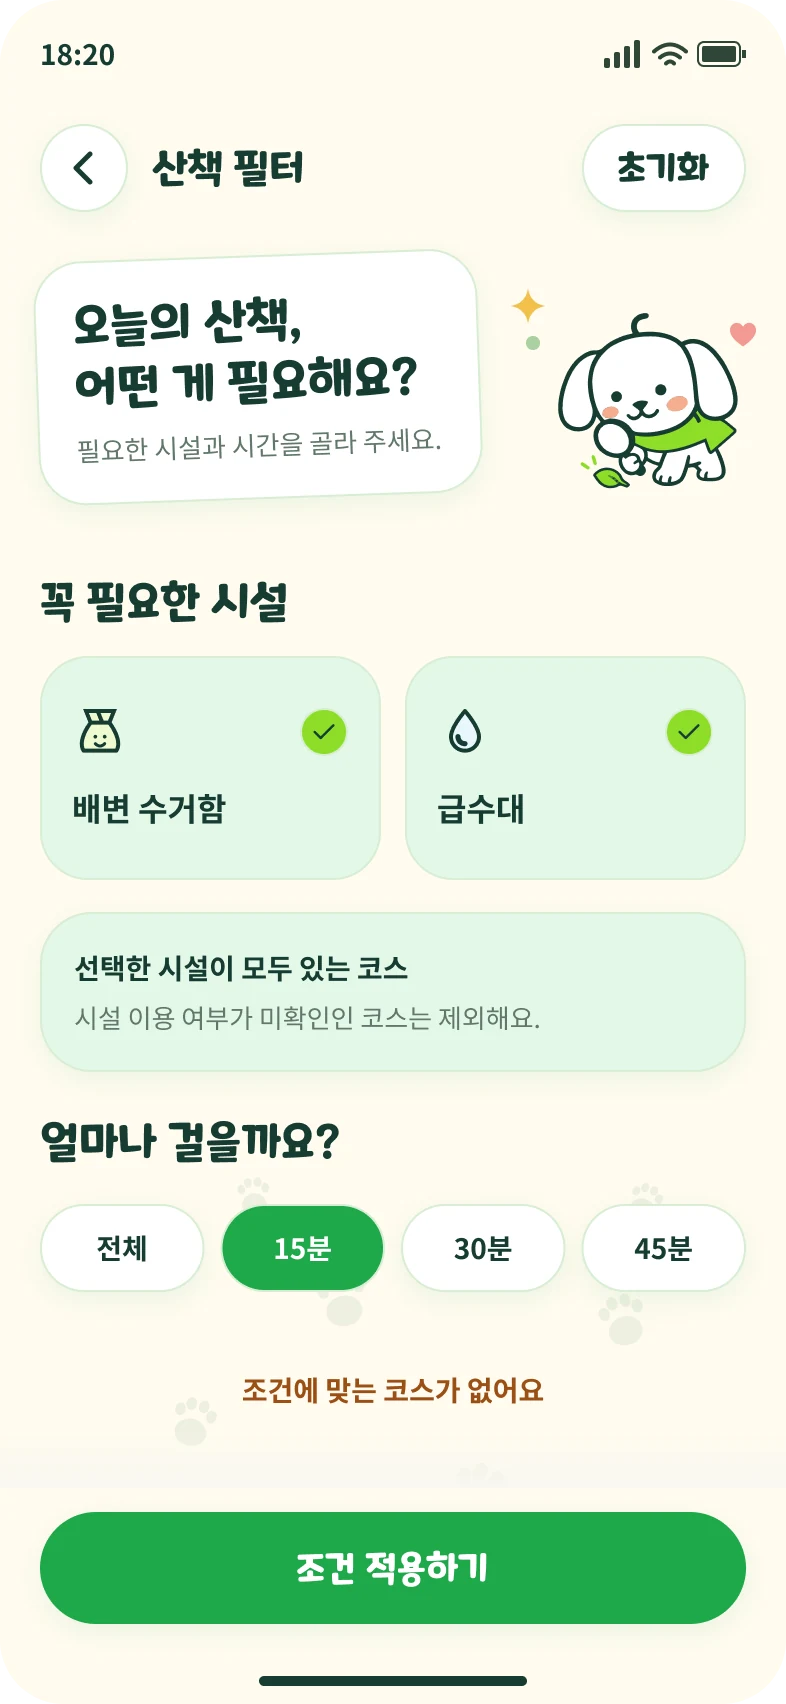 18:20
산책 필터
초기화
오늘의 산책,
어떤 게 필요해요?
필요한 시설과 시간을 골라 주세요.
꼭 필요한 시설
배변 수거함
급수대
선택한 시설이 모두 있는 코스
시설 이용 여부가 미확인인 코스는 제외해요.
얼마나 걸을까요?
전체
15분
30분
45분
조건에 맞는 코스가 없어요
조건 적용하기